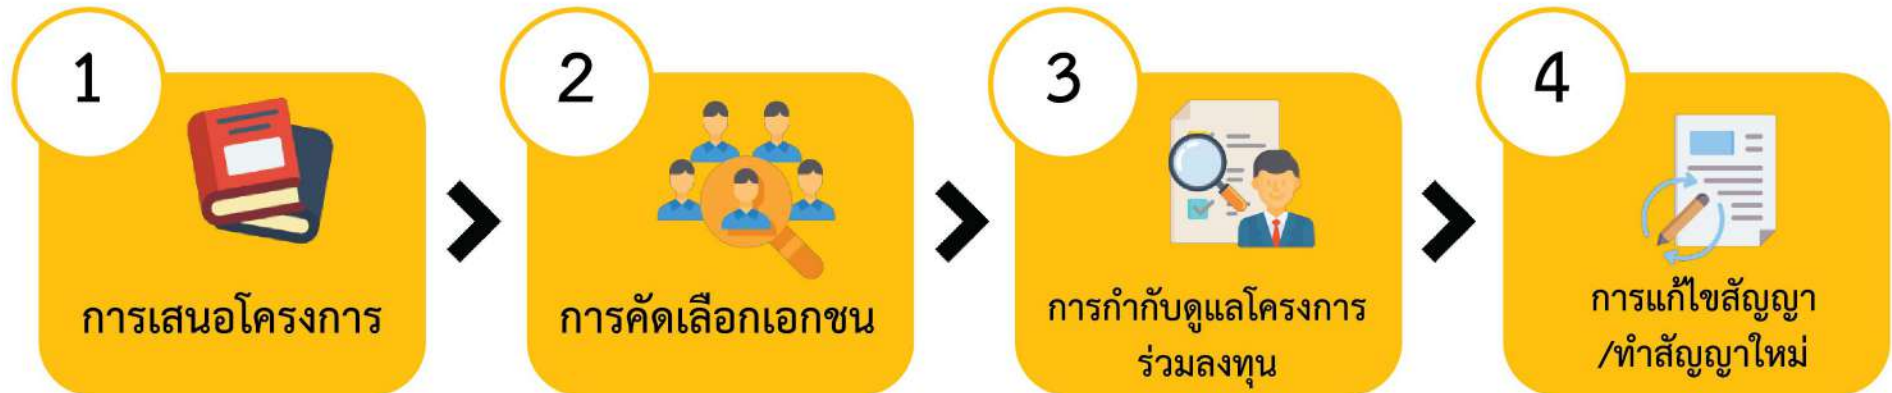 1
การเสนอโครงการ
2
การคัดเลือกเอกชน
3
การกำกับดูแลโครงการ
ร่วมลงทุน
4
การแก้ไขสัญญา
/ทำสัญญาใหม่